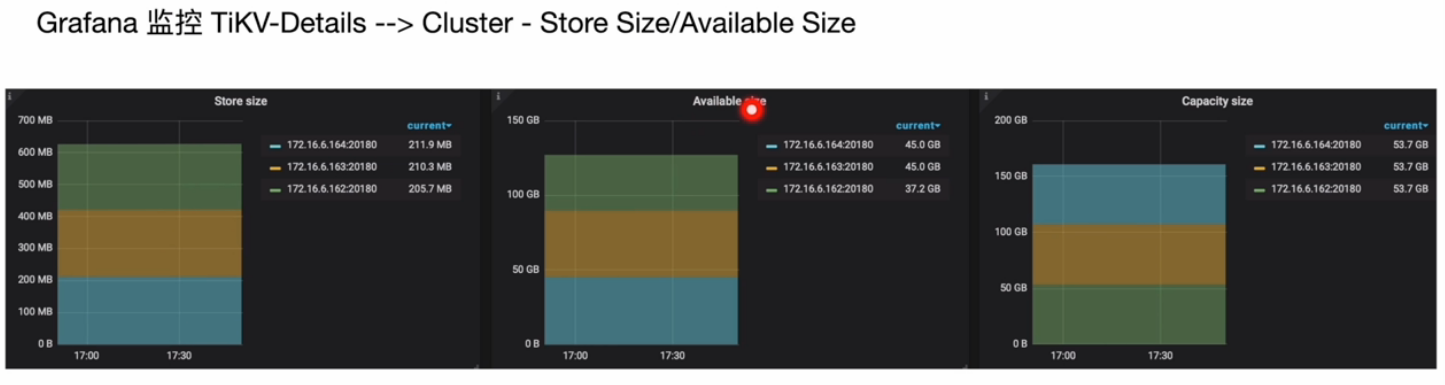 Grafana 监控 TiKV-Details --> Cluster - Store Size/Available Size
Store size
700 MB
600 MB
500 MB
400 MB
300 MB
200 MB
100 MB
0 B
17:00 17:30
current
172.16.6.164:20180 211.9 MB
172.16.6.163:20180 210.3 MB
172.16.6.162:20180 205.7 MB
Available size
150 GB
100 GB
50 GB
0 B
17:00 17:30
current
172.16.6.164:20180 45.0 GB
172.16.6.163:20180 45.0 GB
172.16.6.162:20180 37.2 GB
Capacity size
200 GB
150 GB
100 GB
50 GB
0 B
17:00 17:30
current
172.16.6.164:20180 53.7 GB
172.16.6.163:20180 53.7 GB
172.16.6.162:20180 53.7 GB